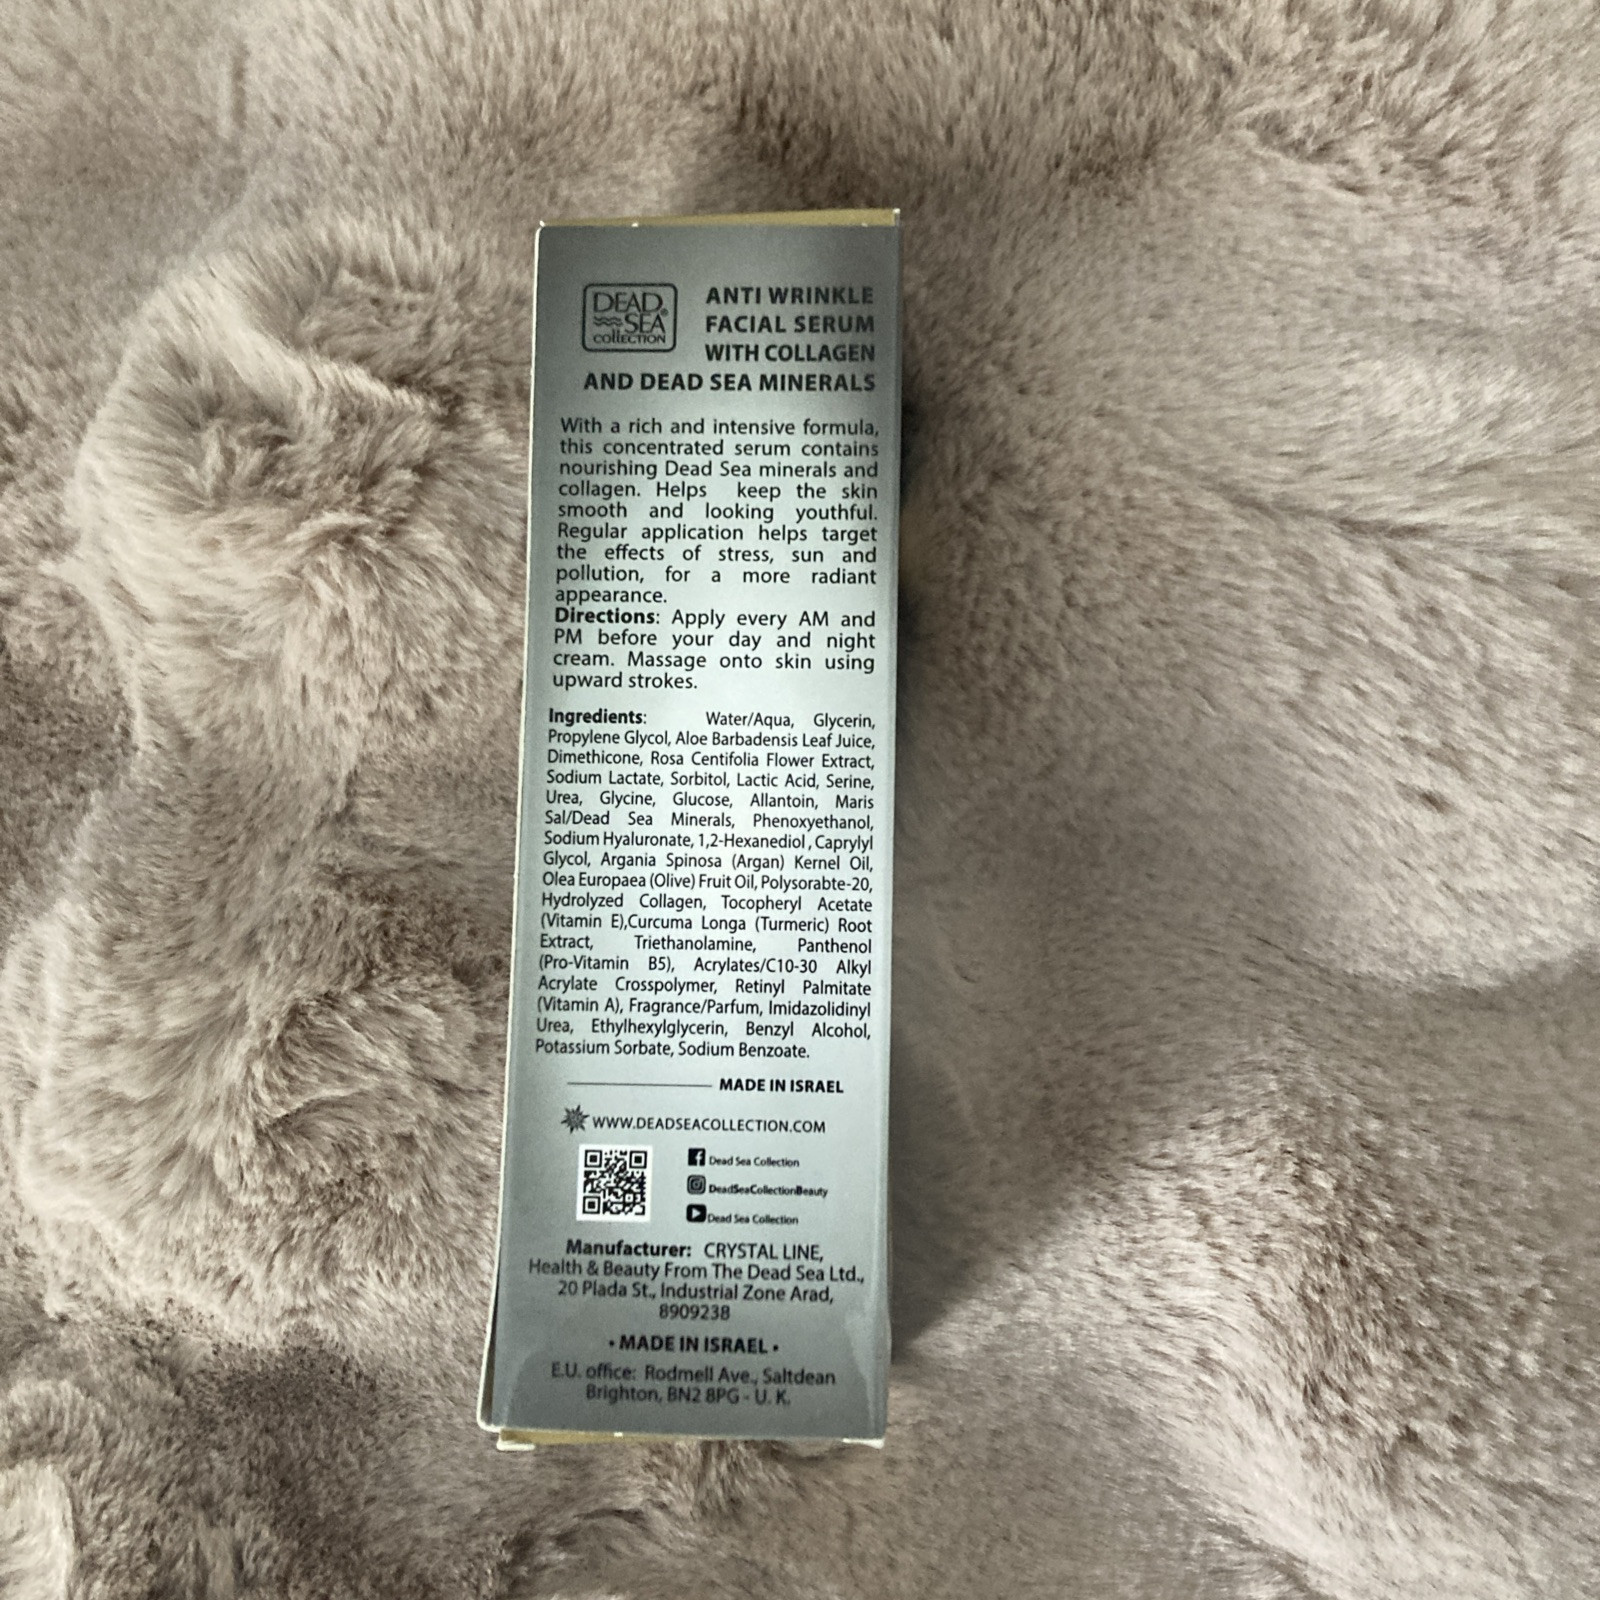 DEAD
SEA®
collECTION
ANTI WRINKLE
FACIAL SERUM
WITH COLLAGEN
AND DEAD SEA MINERALS
With a rich and intensive formula,
this concentrated serum contains
nourishing Dead Sea minerals and
collagen. Helps keep the skin
smooth and looking youthful.
Regular application helps target
the effects of stress, sun and
pollution, for a more radiant
appearance.
Directions: Apply every AM and
PM before your day and night
cream. Massage onto skin using
upward strokes.
Ingredients: Water/Aqua, Glycerin,
Propylene Glycol, Aloe Barbadensis Leaf Juice,
Dimethicone, Rosa Centifolia Flower Extract,
Sodium Lactate, Sorbitol, Lactic Acid, Serine,
Urea, Glycine, Glucose, Allantoin, Maris
Sal/Dead Sea Minerals, Phenoxyethanol,
Sodium Hyaluronate, 1,2-Hexanediol , Caprylyl
Glycol, Argania Spinosa (Argan) Kernel Oil,
Olea Europaea (Olive) Fruit Oil, Polysorabte-20,
Hydrolyzed Collagen, Tocopheryl Acetate
(Vitamin E),Curcuma Longa (Turmeric) Root
Extract, Triethanolamine, Panthenol
(Pro-Vitamin B5), Acrylates/C10-30 Alkyl
Acrylate Crosspolymer, Retinyl Palmitate
(Vitamin A), Fragrance/Parfum, Imidazolidinyl
Urea, Ethylhexylglycerin, Benzyl Alcohol,
Potassium Sorbate, Sodium Benzoate.
MADE IN ISRAEL
WWW.DEADSEACOLLECTION.COM
Dead Sea Collection
DeadSeaCollectionBeauty
Dead Sea Collection
Manufacturer: CRYSTAL LINE,
Health & Beauty From The Dead Sea Ltd.,
20 Plada St., Industrial Zone Arad,
8909238
• MADE IN ISRAEL •
E.U. office: Rodmell Ave., Saltdean
Brighton, BN2 8PG - U. K.